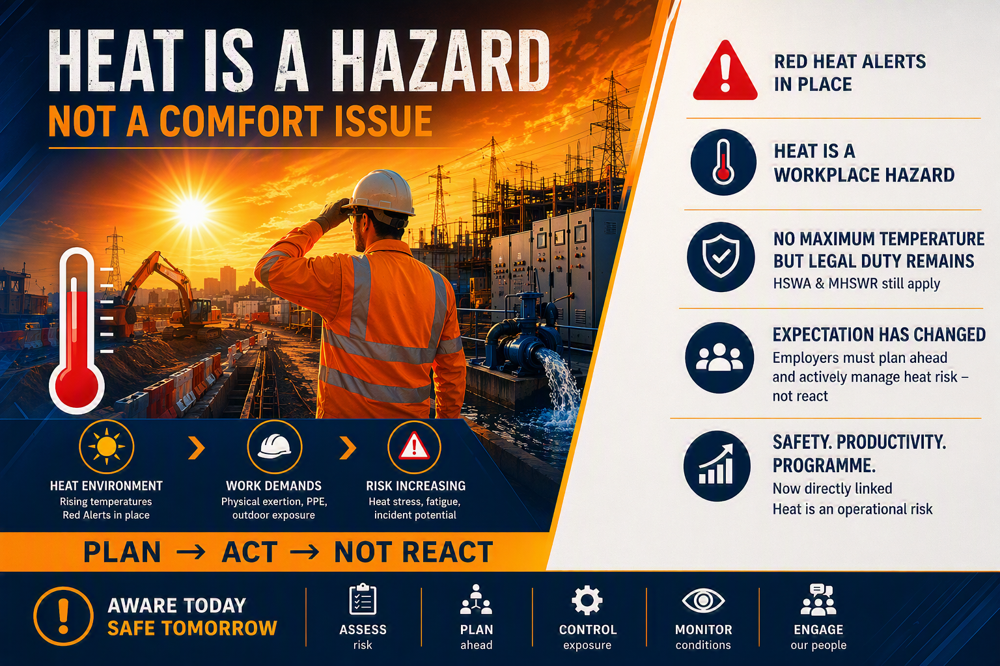 HEAT IS A HAZARD
NOT A COMFORT ISSUE
HEAT ENVIRONMENT
Rising temperatures
Red Alerts in place
WORK DEMANDS
Physical exertion, PPE,
outdoor exposure
RISK INCREASING
Heat stress, fatigue,
incident potential
PLAN → ACT → NOT REACT
RED HEAT ALERTS
IN PLACE
HEAT IS A
WORKPLACE HAZARD
NO MAXIMUM TEMPERATURE
BUT LEGAL DUTY REMAINS
HSWA & MHSWR still apply
EXPECTATION HAS CHANGED
Employers must plan ahead
and actively manage heat risk –
not react
SAFETY. PRODUCTIVITY.
PROGRAMME.
Now directly linked
Heat is an operational risk
AWARE TODAY
SAFE TOMORROW
ASSESS
risk
PLAN
ahead
CONTROL
exposure
MONITOR
conditions
ENGAGE
our people